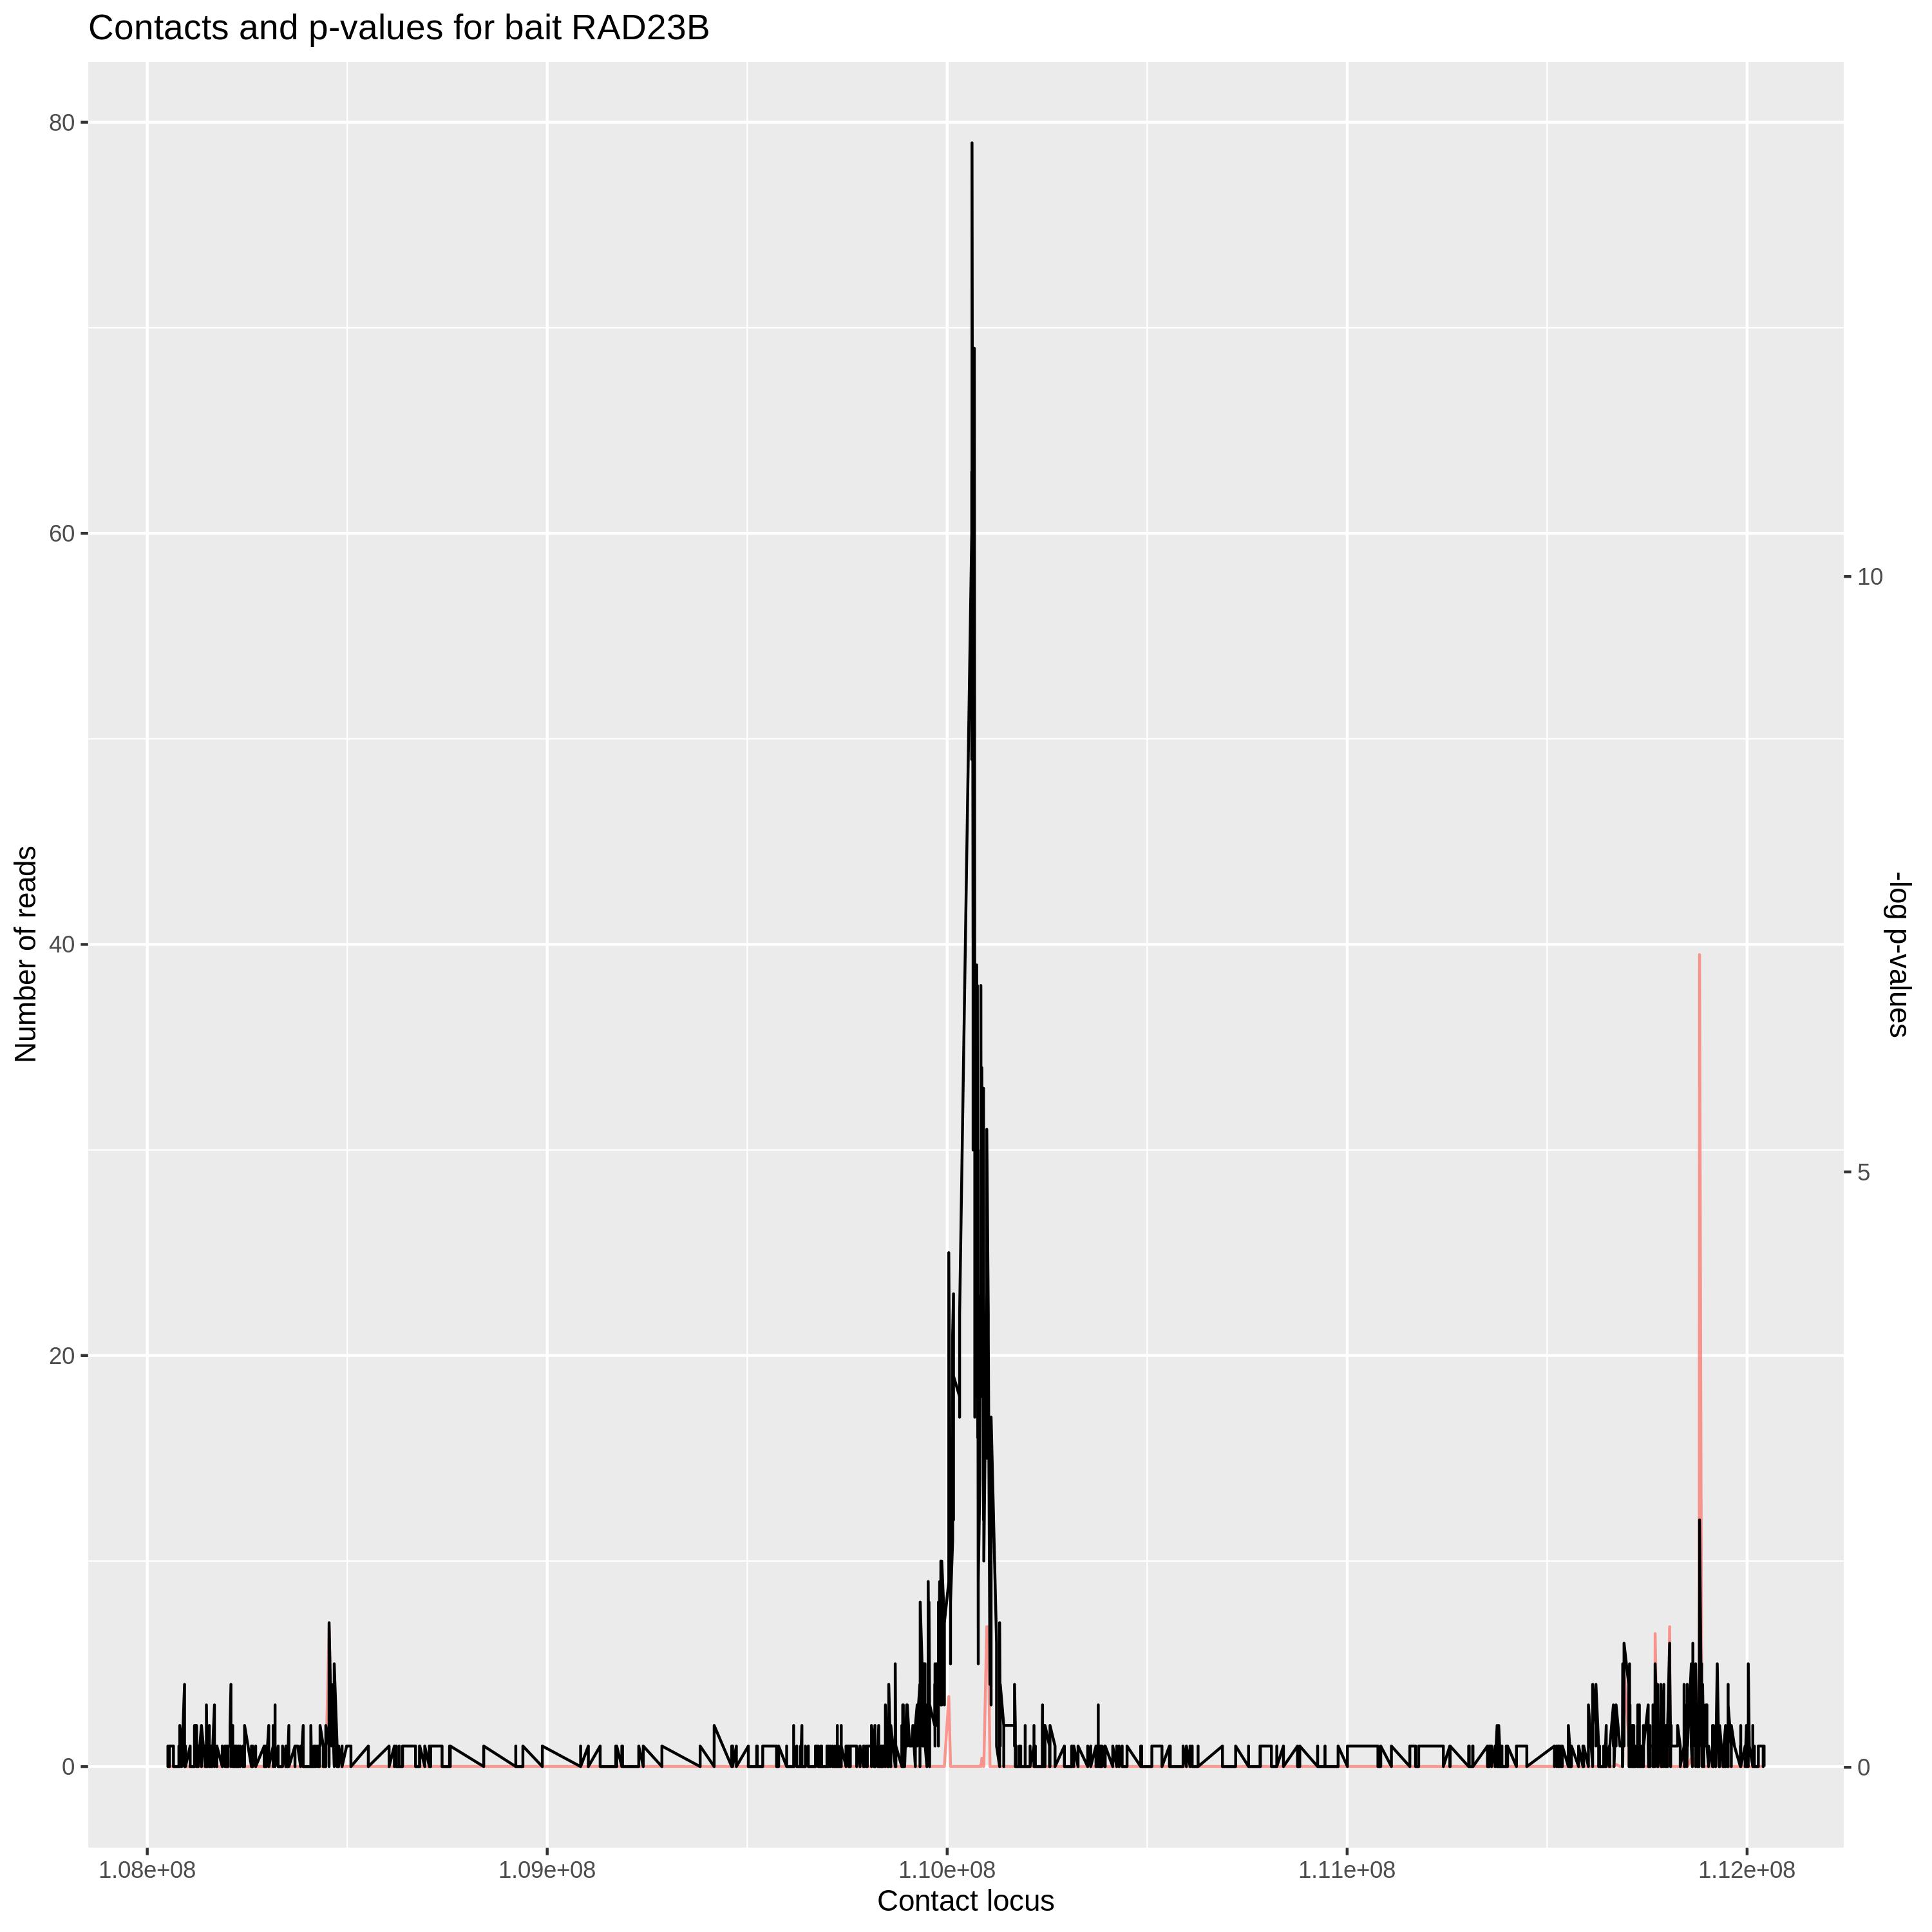 Contacts and p-values for bait RAD23B
80
60
40
20
0
Number of reads
10
5
0
-log p-values
1.08e+08
1.09e+08
1.10e+08
1.11e+08
1.12e+08
Contact locus